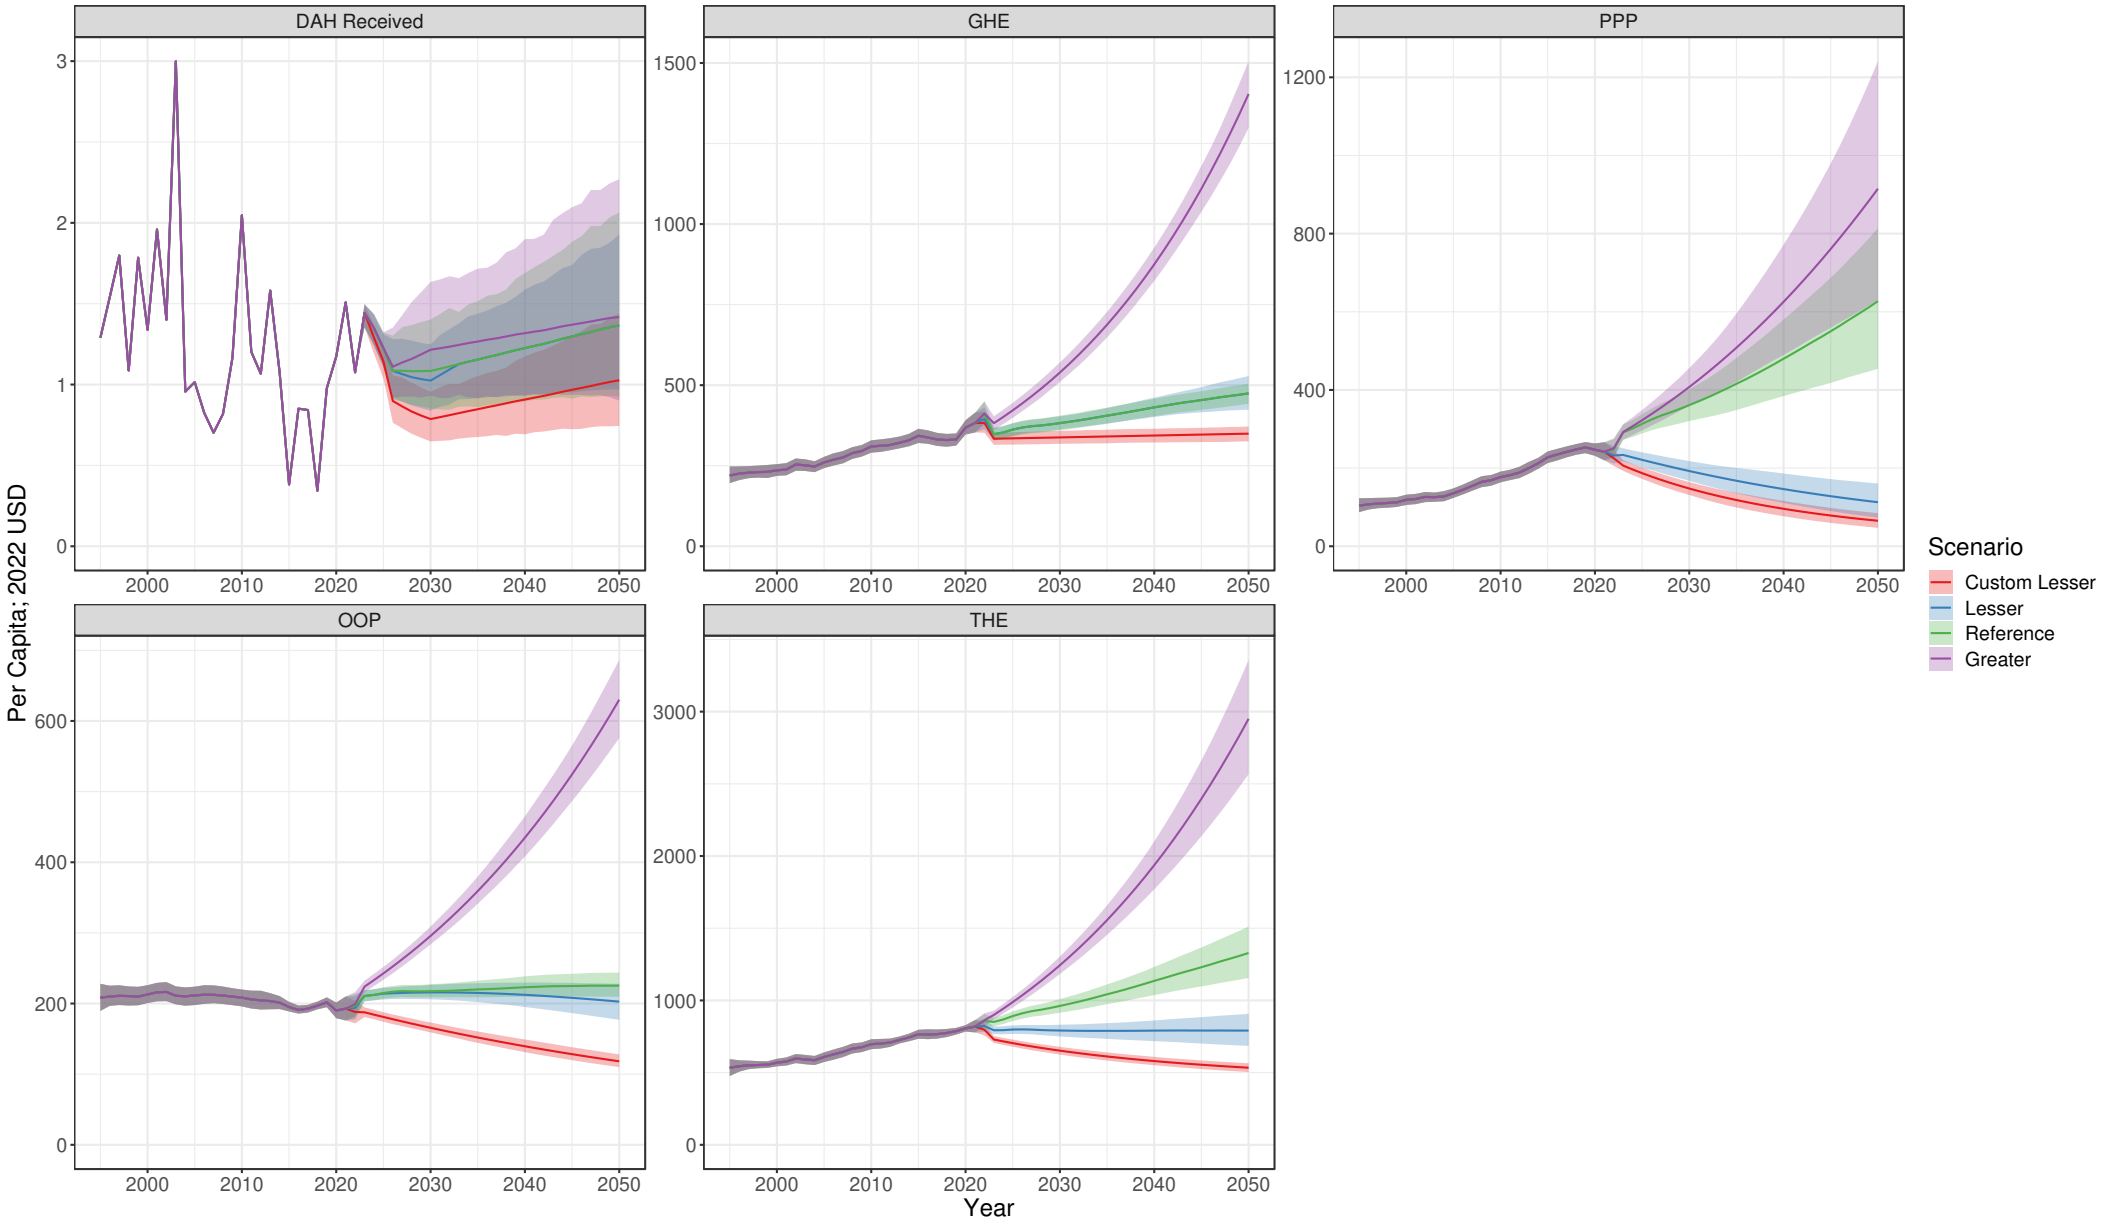 DAH Received
GHE
PPP
3
2
1
0
1500
1000
500
0
1200
800
400
0
2000 2010 2020 2030 2040 2050
2000 2010 2020 2030 2040 2050
2000 2010 2020 2030 2040 2050
Per Capita; 2022 USD
OOP
THE
600
400
200
0
3000
2000
1000
0
2000 2010 2020 2030 2040 2050
2000 2010 2020 2030 2040 2050
Year
Scenario
Custom Lesser
Lesser
Reference
Greater